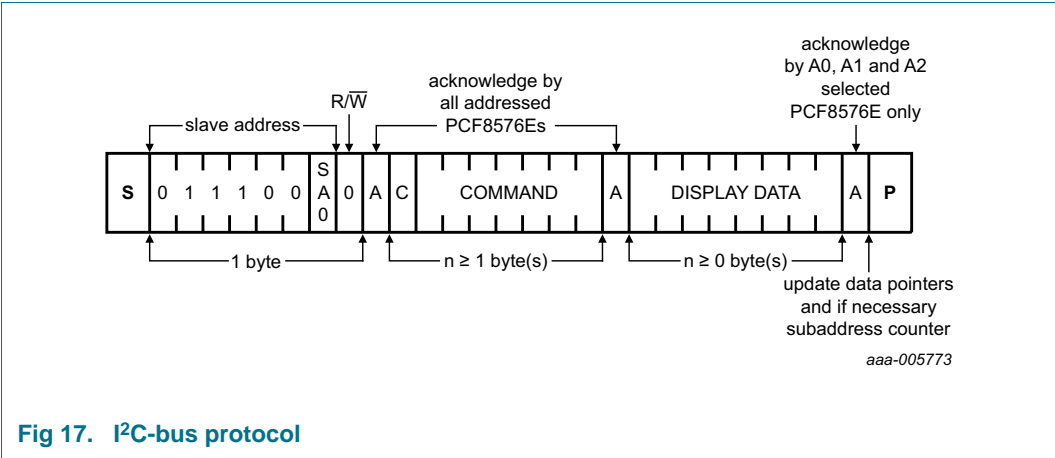 acknowledge
by A0, A1 and A2
selected
PCF8576E only
acknowledge by
all addressed
PCF8576Es
R/W̅
slave address
S 0 1 1 1 0 0 SA0 0 A C COMMAND A DISPLAY DATA A P
1 byte
n ≥ 1 byte(s)
n ≥ 0 byte(s)
update data pointers
and if necessary
subaddress counter
aaa-005773
Fig 17. I²C-bus protocol